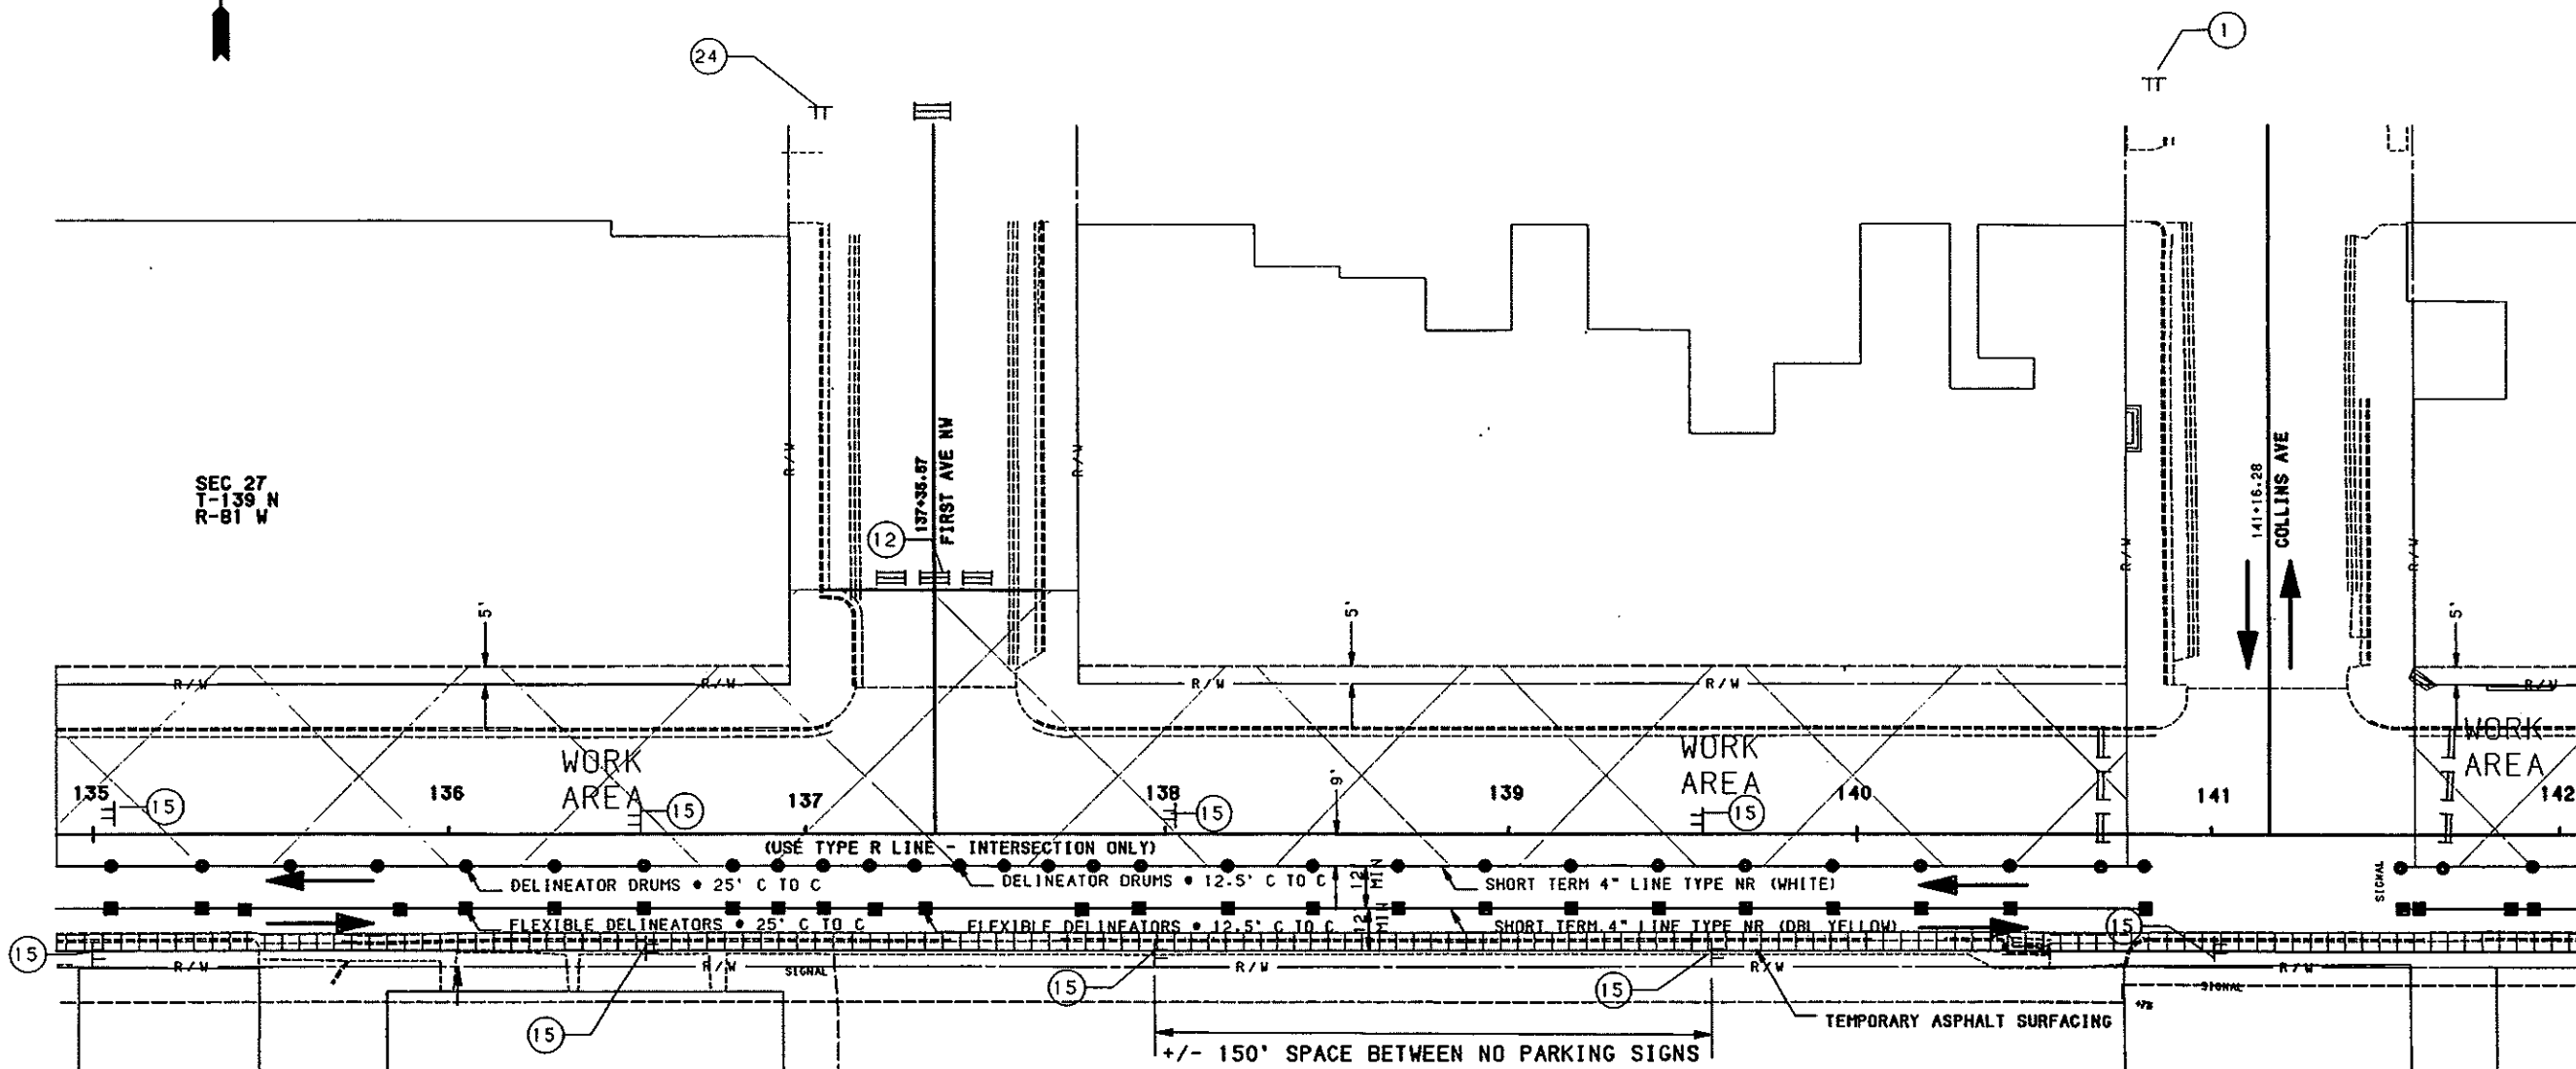 24
1
SEC 27
T-139 N
R-81 W
R/W
R/W
R/W
R/W
137+35.67
FIRST AVE NW
141+16.28
COLLINS AVE
12
5'
5'
5'
R/W
R/W
R/W
R/W
R/W
WORK
AREA
WORK
AREA
WORK
AREA
135
15
136
15
137
138
15
139
9'
15
140
141
142
(USE TYPE R LINE - INTERSECTION ONLY)
DELINEATOR DRUMS @ 25' C TO C
DELINEATOR DRUMS @ 12.5' C TO C
12'
MIN
SHORT TERM 4" LINE TYPE NR (WHITE)
SIGNAL
FLEXIBLE DELINEATORS @ 25' C TO C
FLEXIBLE DELINEATORS @ 12.5' C TO C
12'
MIN
SHORT TERM 4" LINE TYPE NR (DBL YELLOW)
15
15
R/W
R/W
SIGNAL
R/W
R/W
R/W
15
15
SIGNAL
15
TEMPORARY ASPHALT SURFACING
+/- 150' SPACE BETWEEN NO PARKING SIGNS